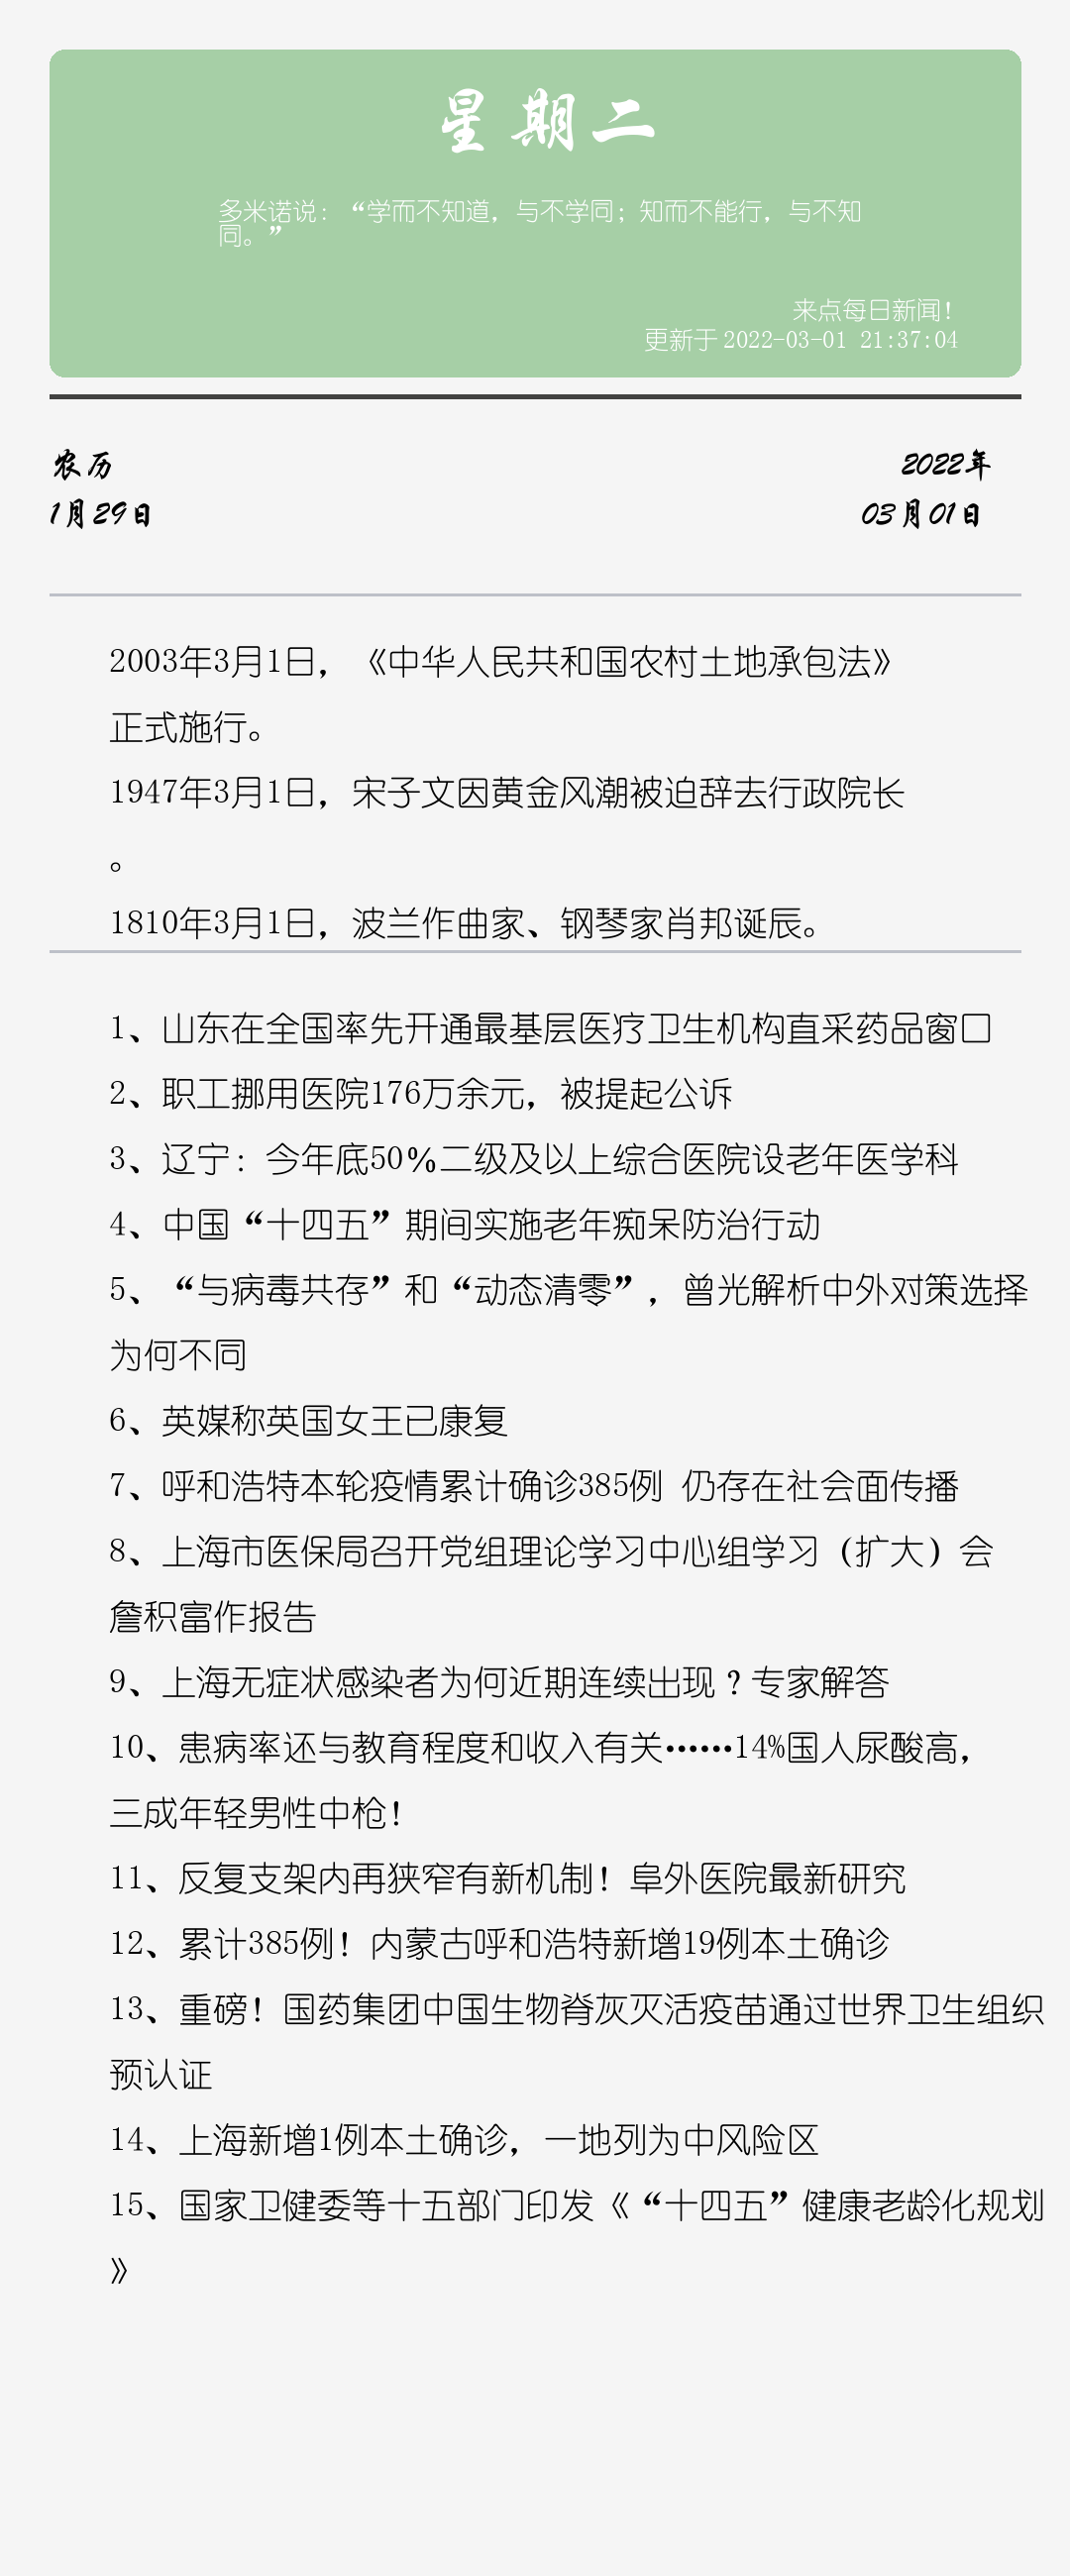 星期二
多米诺说：“学而不知道，与不学同；知而不能行，与不知
同。”
来点每日新闻！
更新于 2022-03-01 21:37:04
农历
2022年
1月29日
03月01日
2003年3月1日，《中华人民共和国农村土地承包法》
正式施行。
1947年3月1日，宋子文因黄金风潮被迫辞去行政院长
。
1810年3月1日，波兰作曲家、钢琴家肖邦诞辰。
1、山东在全国率先开通最基层医疗卫生机构直采药品窗口
2、职工挪用医院176万余元，被提起公诉
3、辽宁：今年底50％二级及以上综合医院设老年医学科
4、中国“十四五”期间实施老年痴呆防治行动
5、“与病毒共存”和“动态清零”，曾光解析中外对策选择
为何不同
6、英媒称英国女王已康复
7、呼和浩特本轮疫情累计确诊385例 仍存在社会面传播
8、上海市医保局召开党组理论学习中心组学习（扩大）会
詹积富作报告
9、上海无症状感染者为何近期连续出现？专家解答
10、患病率还与教育程度和收入有关……14%国人尿酸高，
三成年轻男性中枪！
11、反复支架内再狭窄有新机制！阜外医院最新研究
12、累计385例！内蒙古呼和浩特新增19例本土确诊
13、重磅！国药集团中国生物脊灰灭活疫苗通过世界卫生组织
预认证
14、上海新增1例本土确诊，一地列为中风险区
15、国家卫健委等十五部门印发《“十四五”健康老龄化规划
》